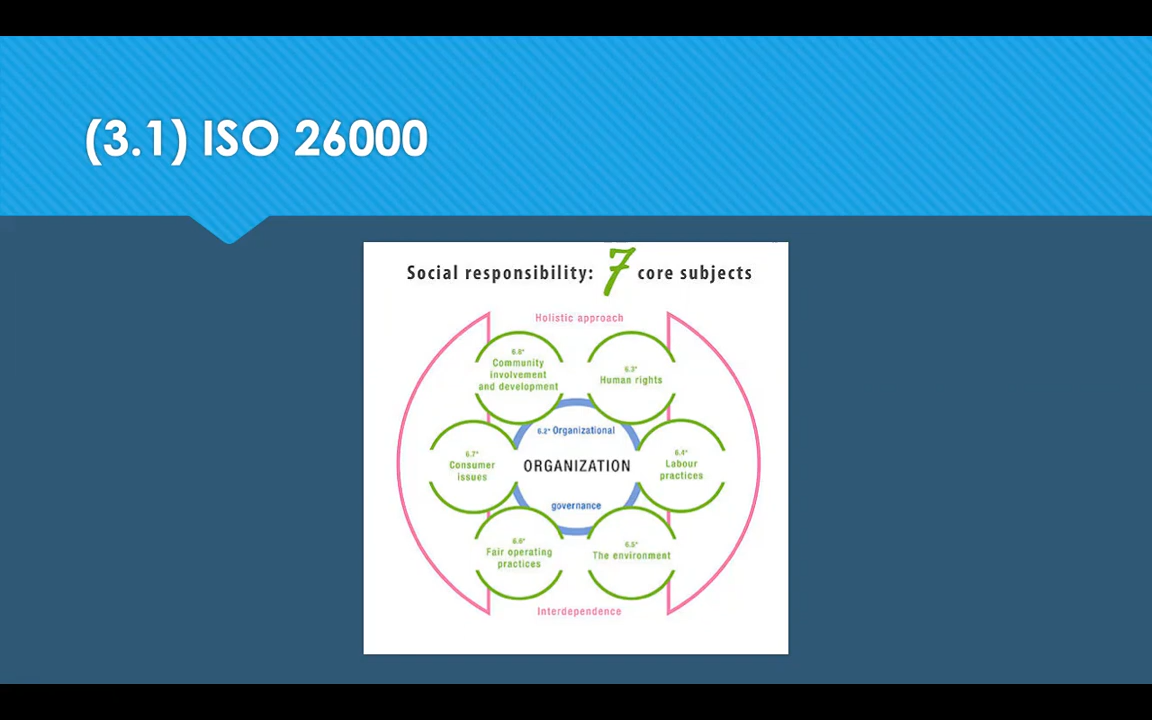 (3.1) ISO 26000
Social responsibility: 7 core subjects
Holistic approach
6.8*
Community
involvement
and development
6.3*
Human rights
6.2* Organizational
ORGANIZATION
governance
6.7*
Consumer
issues
6.4*
Labour
practices
6.6*
Fair operating
practices
6.5*
The environment
Interdependence